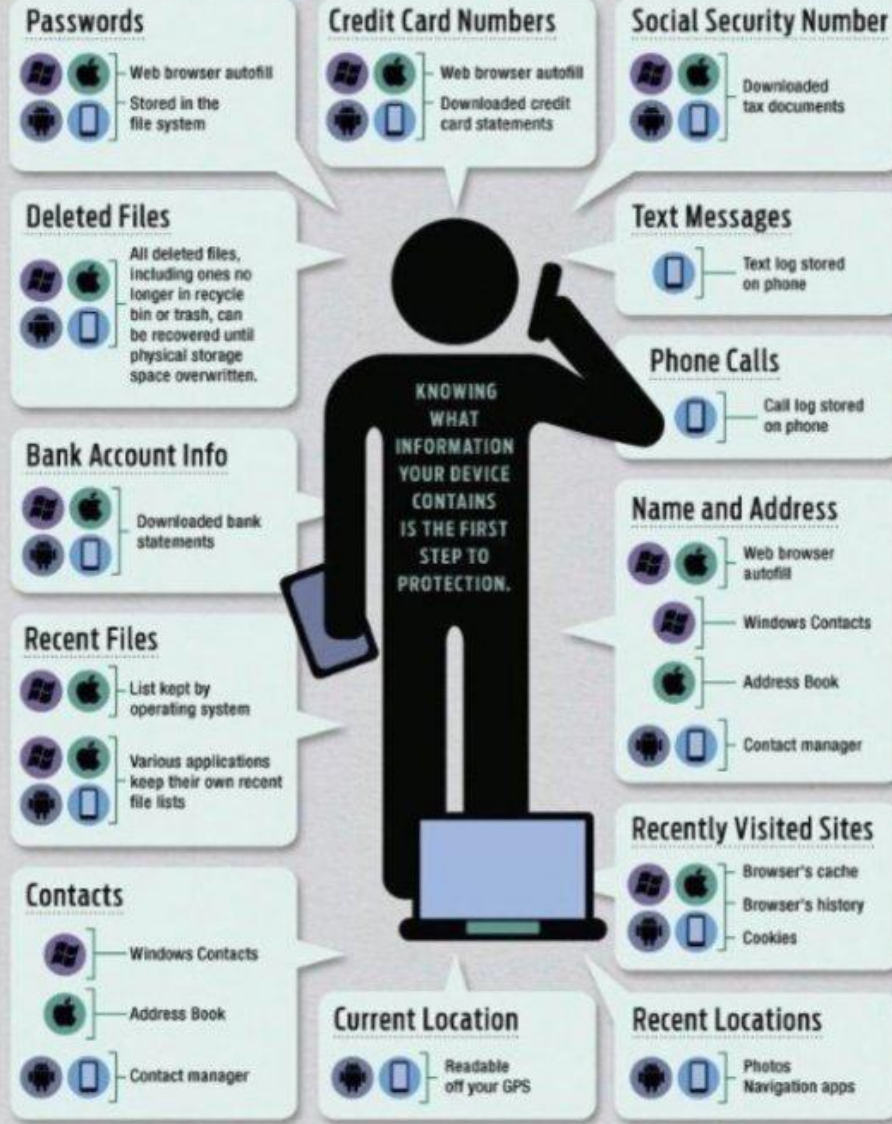 Passwords
Web browser autofill
Stored in the
file system
Credit Card Numbers
Web browser autofill
Downloaded credit
card statements
Social Security Number
Downloaded
tax documents
Deleted Files
All deleted files,
including ones no
longer in recycle
bin or trash, can
be recovered until
physical storage
space overwritten.
Text Messages
Text log stored
on phone
Phone Calls
Call log stored
on phone
KNOWING
WHAT
INFORMATION
YOUR DEVICE
CONTAINS
IS THE FIRST
STEP TO
PROTECTION.
Bank Account Info
Downloaded bank
statements
Name and Address
Web browser
autofill
Windows Contacts
Address Book
Contact manager
Recent Files
List kept by
operating system
Various applications
keep their own recent
file lists
Recently Visited Sites
Browser's cache
Browser's history
Cookies
Contacts
Windows Contacts
Address Book
Contact manager
Current Location
Readable
off your GPS
Recent Locations
Photos
Navigation apps